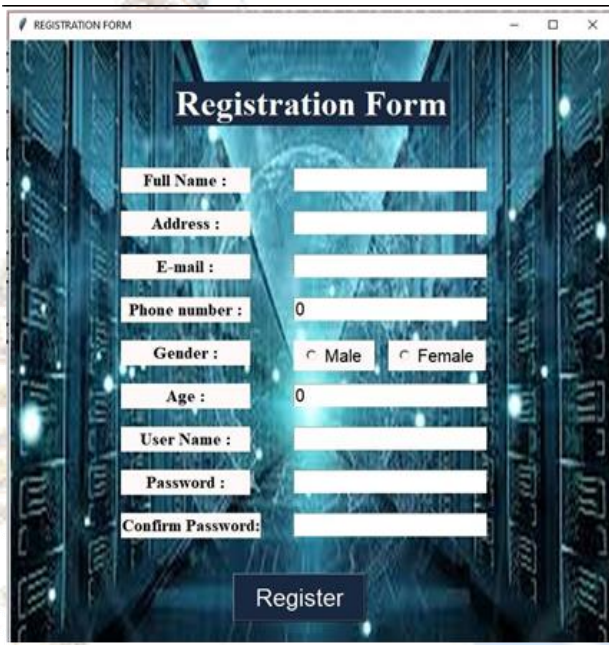 REGISTRATION FORM
Registration Form
Full Name :
Address :
E-mail :
Phone number : 0
Gender : Male Female
Age : 0
User Name :
Password :
Confirm Password:
Register